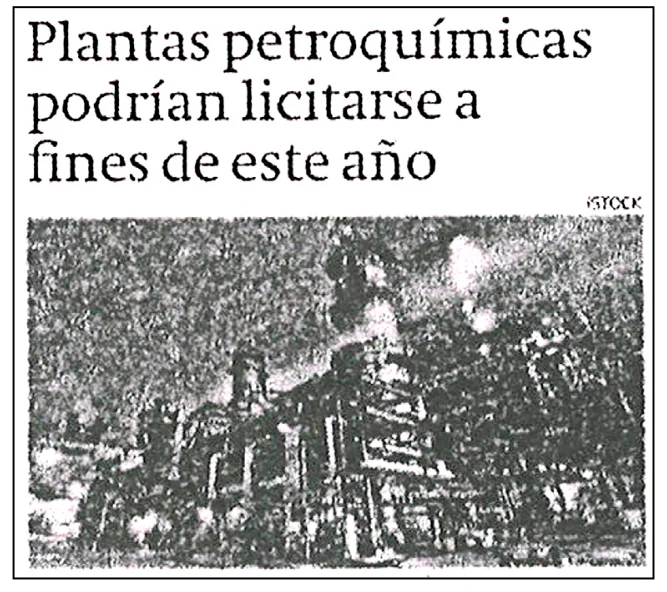 Plantas petroquímicas
podrían licitarse a
fines de este año
iSTOCK